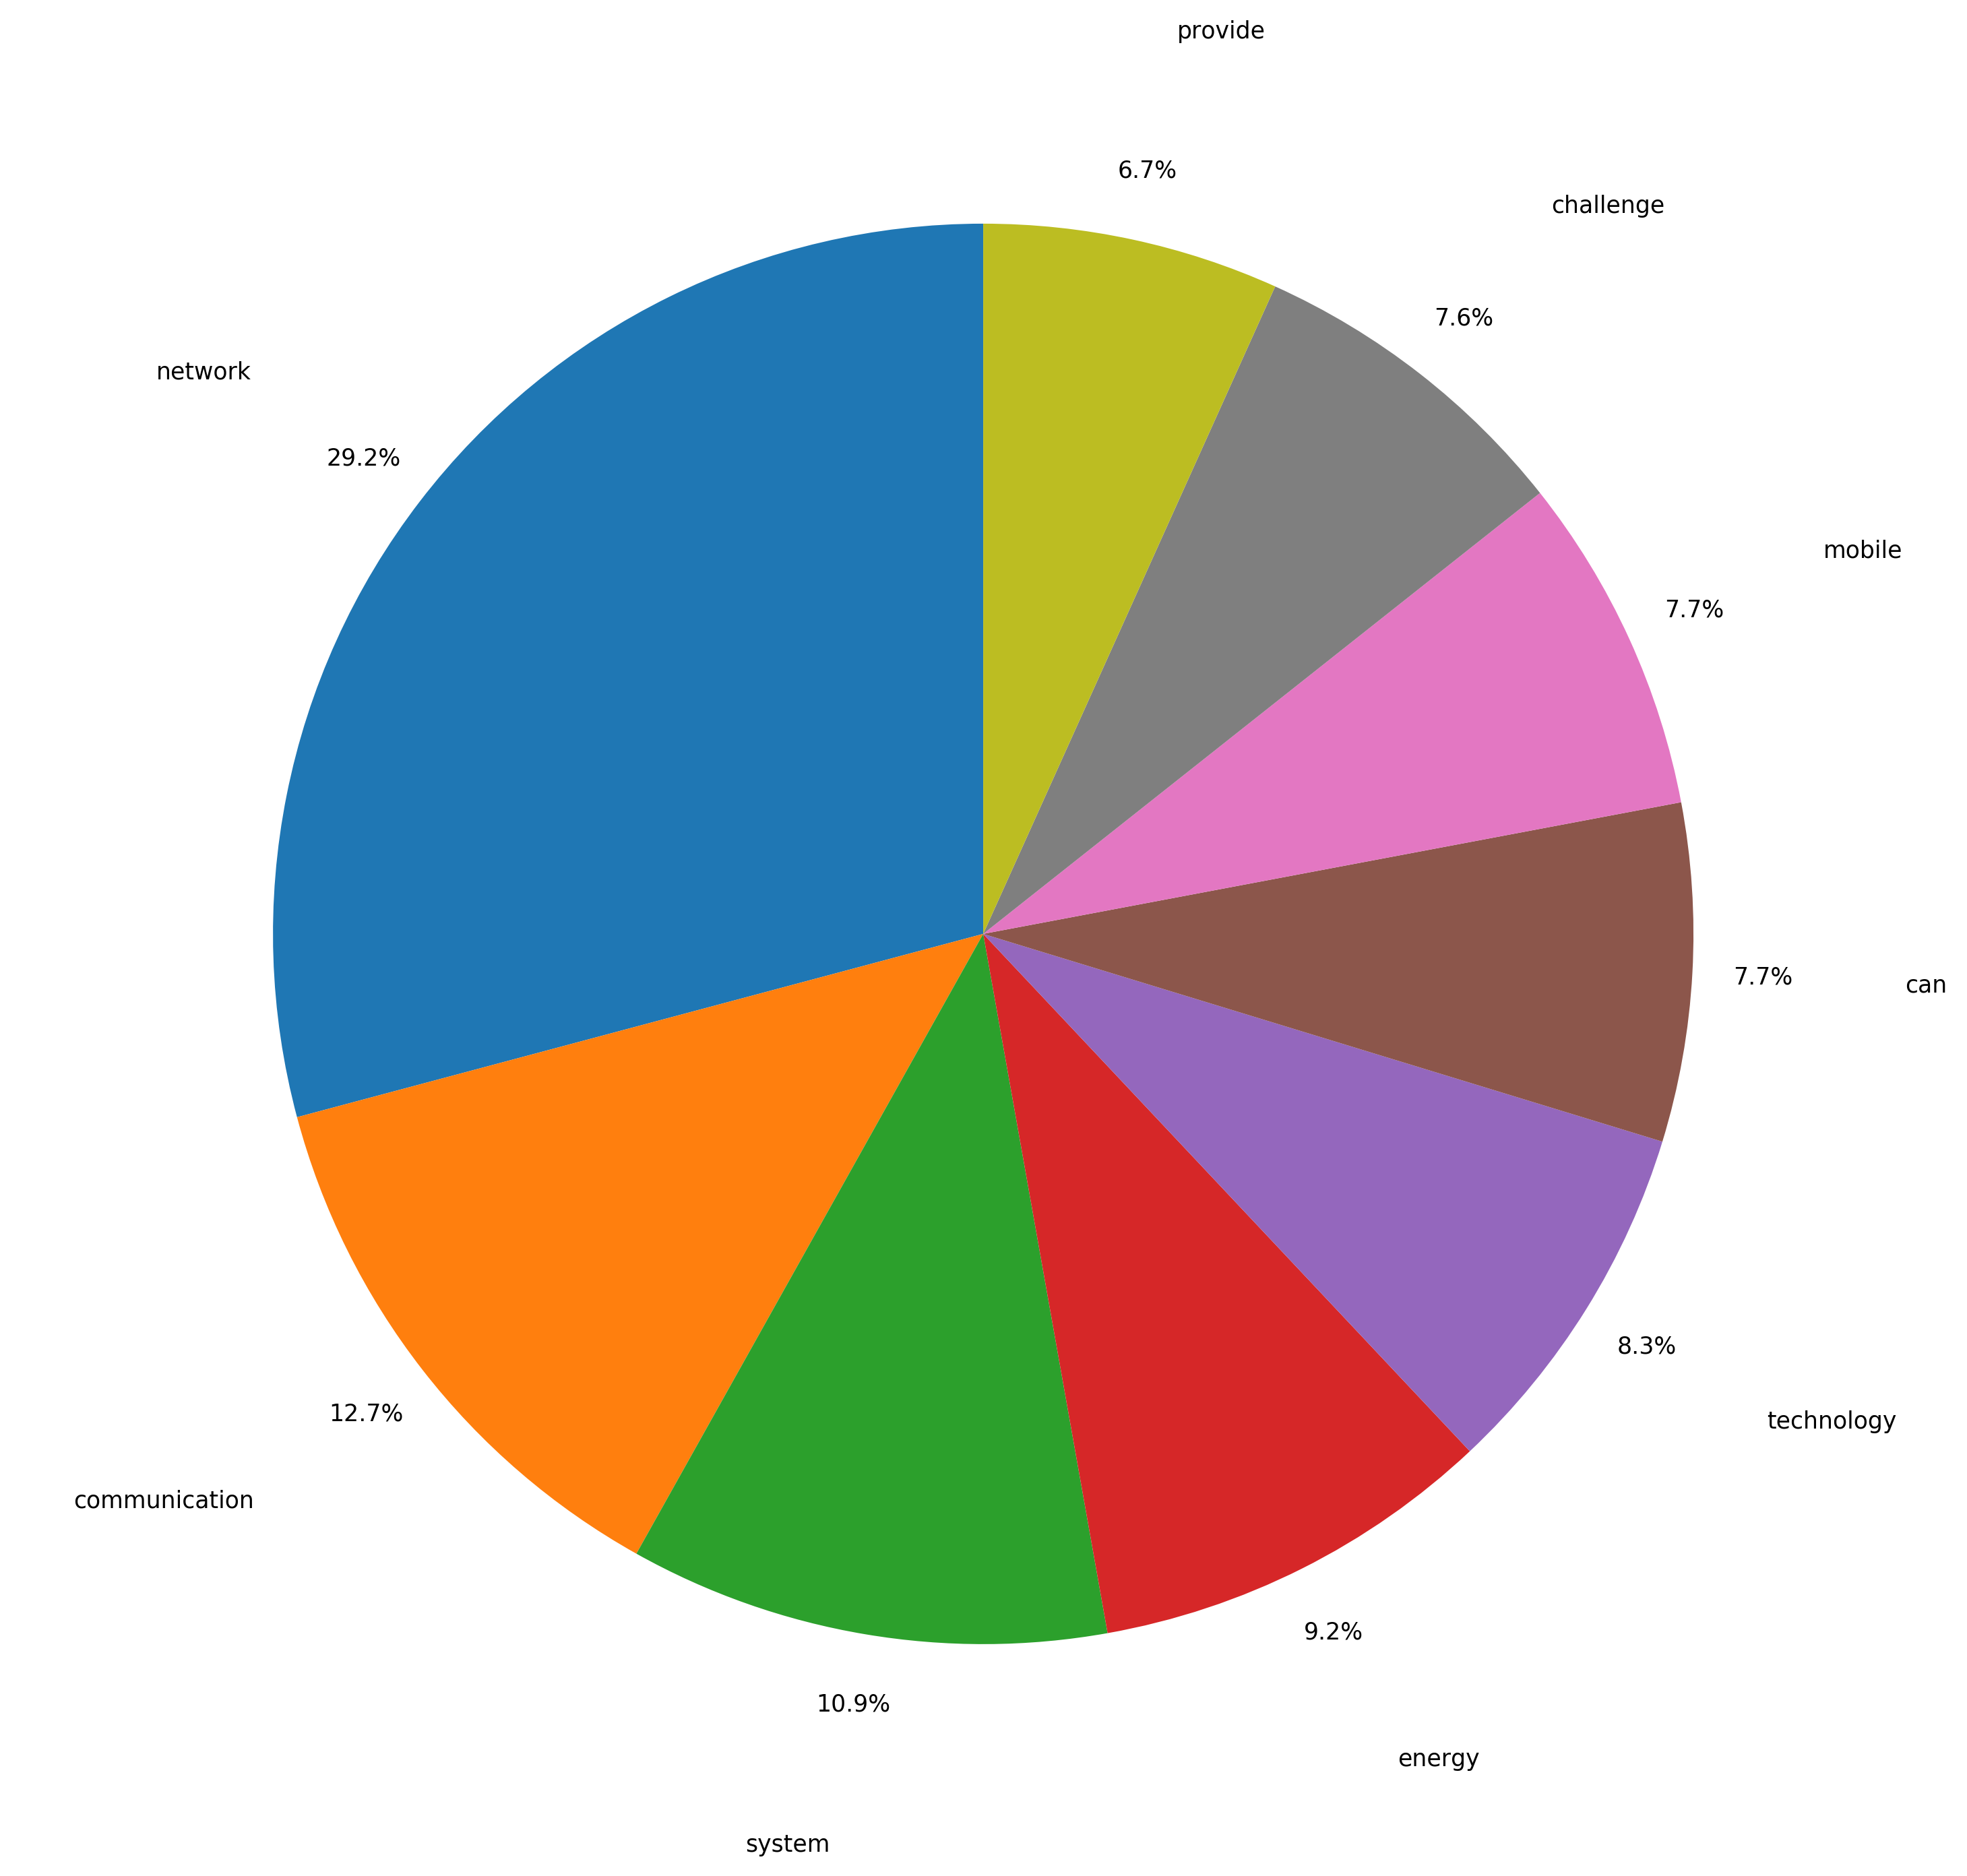 provide
6.7%
challenge
7.6%
network
29.2%
mobile
7.7%
7.7%
can
8.3%
12.7%
technology
communication
9.2%
10.9%
energy
system